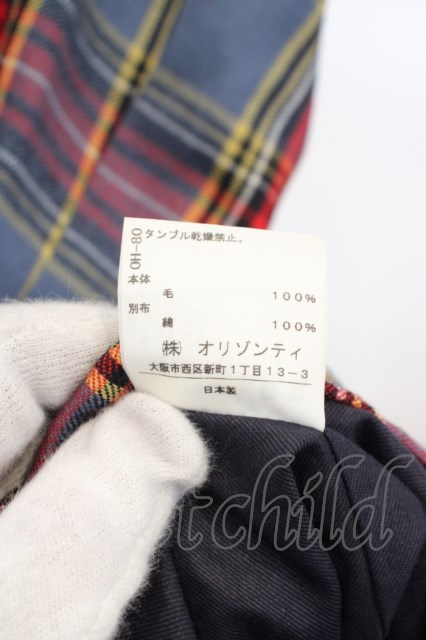 タンブル乾燥禁止。
08-H0
本体
毛 100%
別布
綿 100%
㈱ オリゾンティ
大阪市西区新町1丁目13-3
日本製